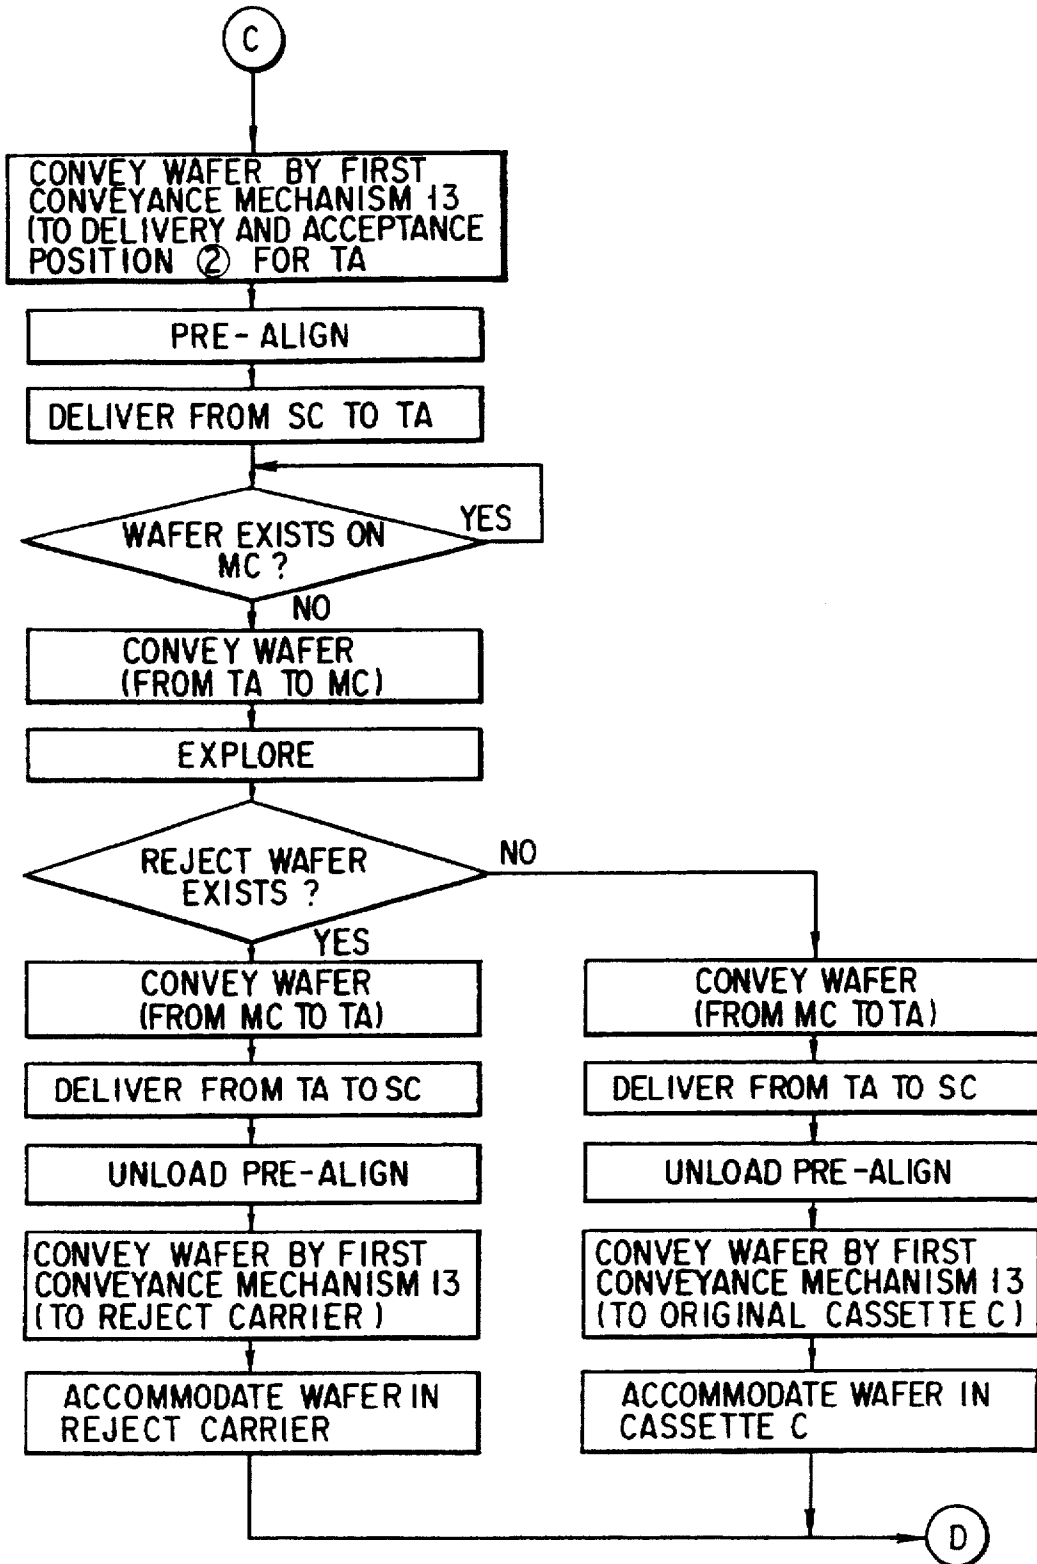 C
CONVEY WAFER BY FIRST
CONVEYANCE MECHANISM 13
(TO DELIVERY AND ACCEPTANCE
POSITION ② FOR TA
PRE-ALIGN
DELIVER FROM SC TO TA
YES
WAFER EXISTS ON
MC ?
NO
CONVEY WAFER
(FROM TA TO MC)
EXPLORE
REJECT WAFER
EXISTS ?
NO
YES
CONVEY WAFER
(FROM MC TO TA)
DELIVER FROM TA TO SC
UNLOAD PRE-ALIGN
CONVEY WAFER BY FIRST
CONVEYANCE MECHANISM 13
(TO REJECT CARRIER)
ACCOMMODATE WAFER IN
REJECT CARRIER
CONVEY WAFER
(FROM MC TO TA)
DELIVER FROM TA TO SC
UNLOAD PRE-ALIGN
CONVEY WAFER BY FIRST
CONVEYANCE MECHANISM 13
(TO ORIGINAL CASSETTE C)
ACCOMMODATE WAFER IN
CASSETTE C
D